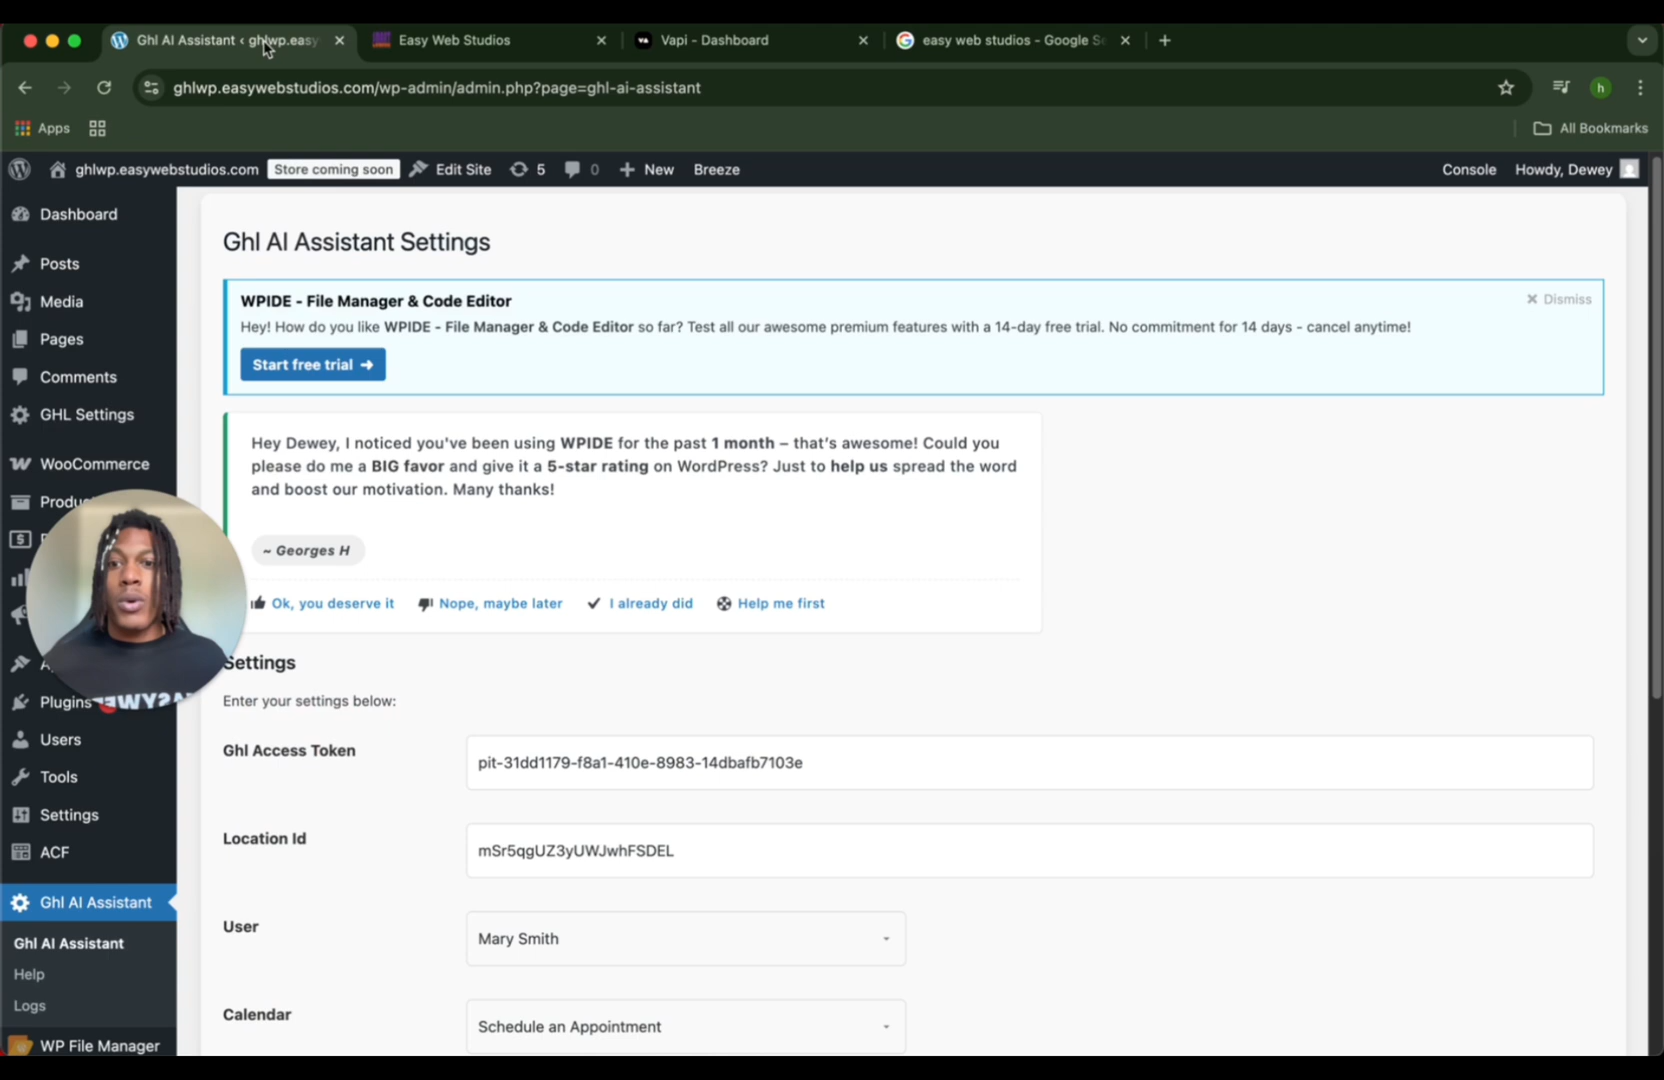 Ghl AI Assistant ‹ ghlwp.easy
Easy Web Studios
Vapi - Dashboard
easy web studios - Google Se
ghlwp.easywebstudios.com/wp-admin/admin.php?page=ghl-ai-assistant
h
Apps
All Bookmarks
ghlwp.easywebstudios.com
Store coming soon
Edit Site
5
0
New
Breeze
Console
Howdy, Dewey
Dashboard
Posts
Media
Pages
Comments
GHL Settings
WooCommerce
Plugins
Users
Tools
Settings
ACF
Ghl AI Assistant
Ghl AI Assistant
Help
Logs
WP File Manager
Ghl AI Assistant Settings
WPIDE - File Manager & Code Editor
Dismiss
Hey! How do you like WPIDE - File Manager & Code Editor so far? Test all our awesome premium features with a 14-day free trial. No commitment for 14 days - cancel anytime!
Start free trial ➜
Hey Dewey, I noticed you've been using WPIDE for the past 1 month – that's awesome! Could you
please do me a BIG favor and give it a 5-star rating on WordPress? Just to help us spread the word
and boost our motivation. Many thanks!
~ Georges H
Ok, you deserve it
Nope, maybe later
I already did
Help me first
Settings
Enter your settings below:
Ghl Access Token
pit-31dd1179-f8a1-410e-8983-14dbafb7103e
Location Id
mSr5qgUZ3yUWJwhFSDEL
User
Mary Smith
Calendar
Schedule an Appointment